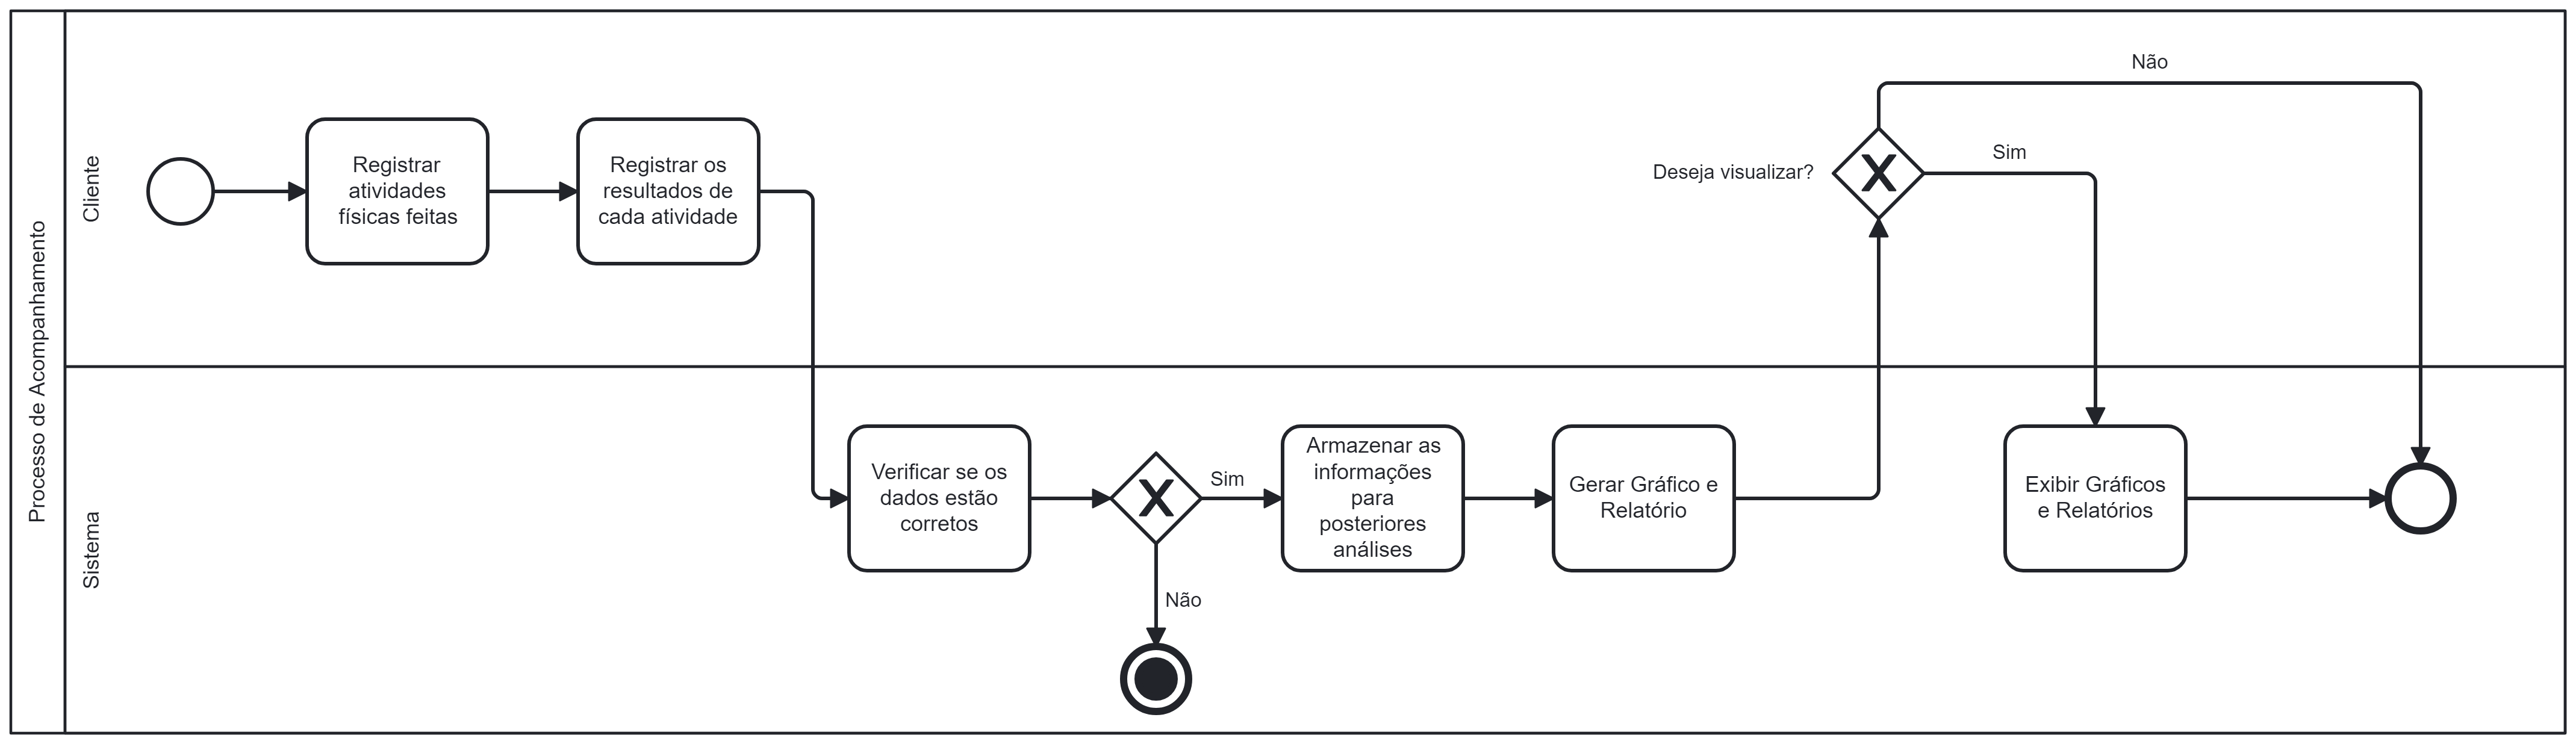 Processo de Acompanhamento
Cliente
Registrar
atividades
físicas feitas
Registrar os
resultados de
cada atividade
Deseja visualizar?
Não
Sim
Sistema
Verificar se os
dados estão
corretos
Sim
Não
Armazenar as
informações
para
posteriores
análises
Gerar Gráfico e
Relatório
Exibir Gráficos
e Relatórios